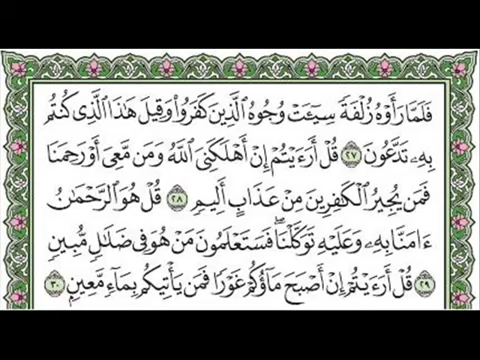 فَلَمَّا رَأَوْهُ زُلْفَةً سِيٓـَٔتْ وُجُوهُ ٱلَّذِينَ كَفَرُوا۟ وَقِيلَ هَٰذَا ٱلَّذِى كُنتُم
بِهِۦ تَدَّعُونَ ٢٧ قُلْ أَرَءَيْتُمْ إِنْ أَهْلَكَنِىَ ٱللَّهُ وَمَن مَّعِىَ أَوْ رَحِمَنَا
فَمَن يُجِيرُ ٱلْكَٰفِرِينَ مِنْ عَذَابٍ أَلِيمٍ ٢٨ قُلْ هُوَ ٱلرَّحْمَٰنُ
ءَامَنَّا بِهِۦ وَعَلَيْهِ تَوَكَّلْنَا ۖ فَسَتَعْلَمُونَ مَنْ هُوَ فِى ضَلَٰلٍ مُّبِينٍ
٢٩ قُلْ أَرَءَيْتُمْ إِنْ أَصْبَحَ مَآؤُكُمْ غَوْرًا فَمَن يَأْتِيكُم بِمَآءٍ مَّعِينٍۭ ٣٠